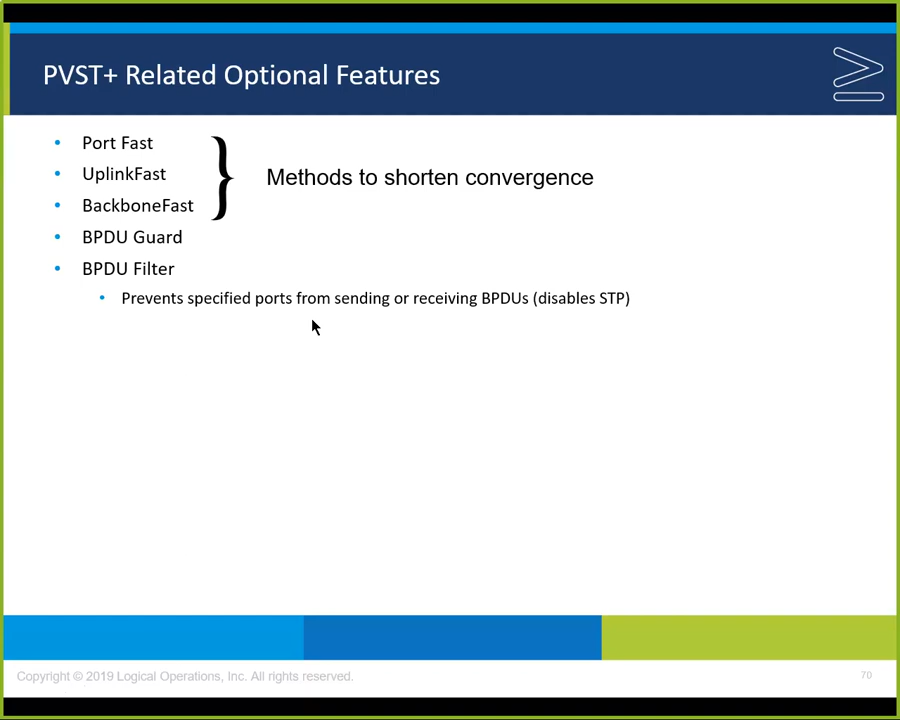 PVST+ Related Optional Features
Port Fast
UplinkFast
BackboneFast
Methods to shorten convergence
BPDU Guard
BPDU Filter
Prevents specified ports from sending or receiving BPDUs (disables STP)
Copyright © 2019 Logical Operations, Inc. All rights reserved.
70